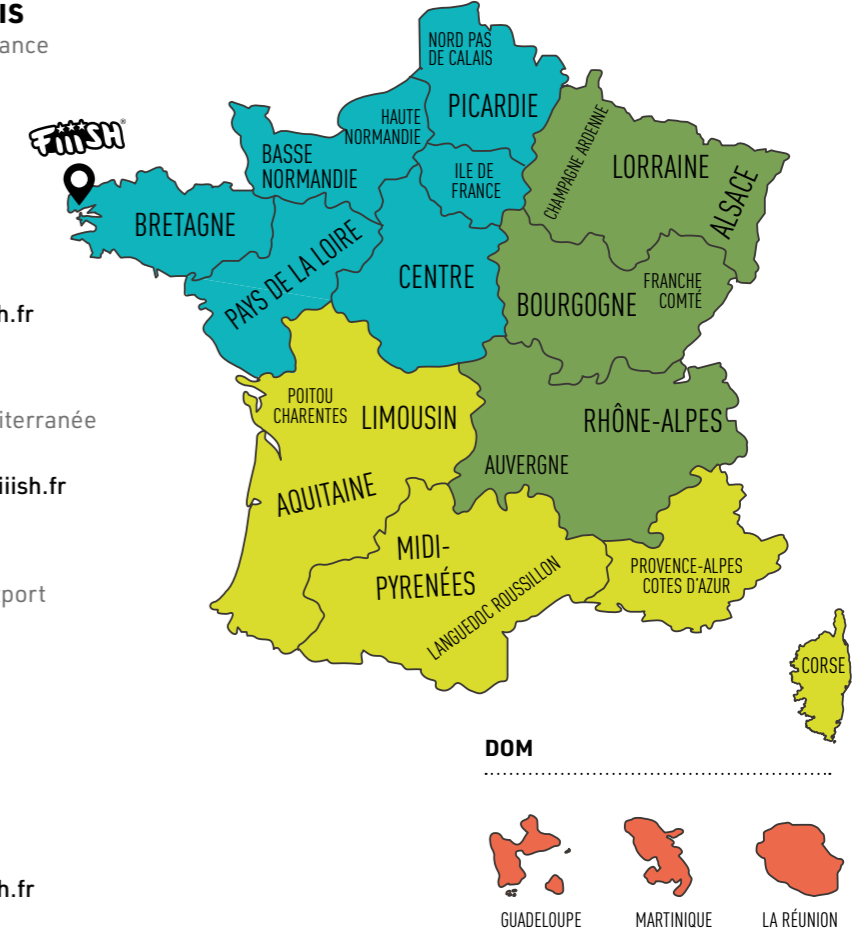 IS
ance
FiiiSH®
h.fr
iterranée
iiish.fr
port
h.fr
NORD PAS
DE CALAIS
PICARDIE
HAUTE
NORMANDIE
BASSE
NORMANDIE
ILE DE
FRANCE
CHAMPAGNE ARDENNE
LORRAINE
ALSACE
BRETAGNE
PAYS DE LA LOIRE
CENTRE
BOURGOGNE
FRANCHE
COMTÉ
POITOU
CHARENTES
LIMOUSIN
RHÔNE-ALPES
AUVERGNE
AQUITAINE
MIDI-
PYRENÉES
LANGUEDOC ROUSSILLON
PROVENCE-ALPES
COTES D'AZUR
CORSE
DOM
GUADELOUPE
MARTINIQUE
LA RÉUNION